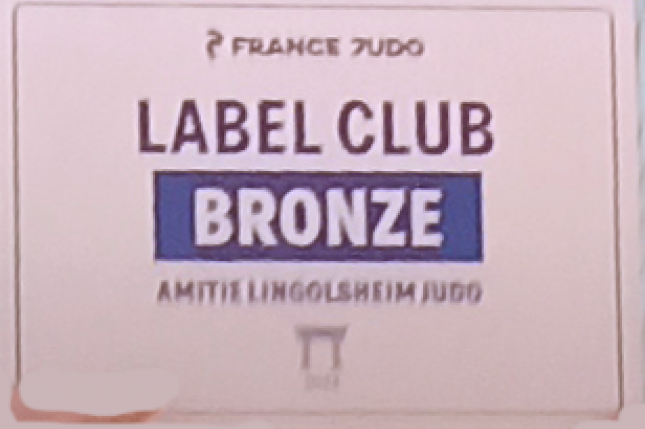 FRANCE JUDO
LABEL CLUB
BRONZE
AMITIE LINGOLSHEIM JUDO